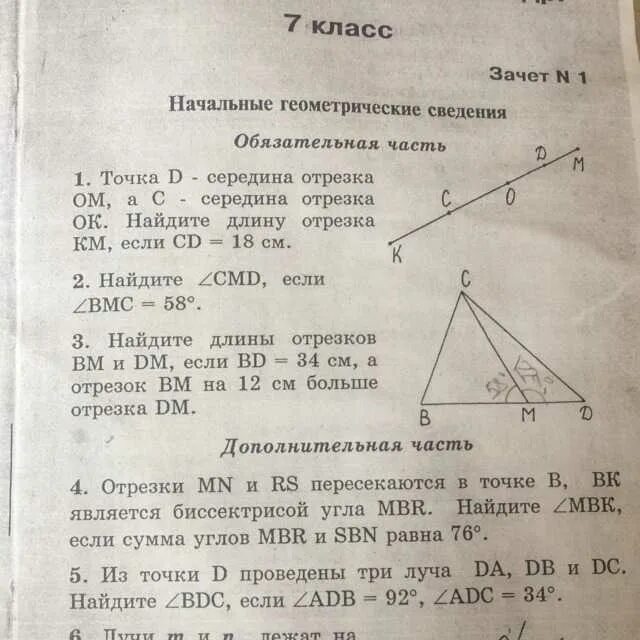 7 класс
Зачет N 1
Начальные геометрические сведения
Обязательная часть
1. Точка D - середина отрезка
ОМ, а С - середина отрезка
ОК. Найдите длину отрезка
КМ, если CD = 18 см.
K
C
O
D
M
2. Найдите ∠CMD, если
∠BMC = 58°.
3. Найдите длины отрезков
BM и DM, если BD = 34 см, а
отрезок BM на 12 см больше
отрезка DM.
C
B
M
D
Дополнительная часть
4. Отрезки MN и RS пересекаются в точке B, BK
является биссектрисой угла MBR. Найдите ∠MBK,
если сумма углов MBR и SBN равна 76°.
5. Из точки D проведены три луча DA, DB и DC.
Найдите ∠BDC, если ∠ADB = 92°, ∠ADC = 34°.
6. Лучи m и n лежат на